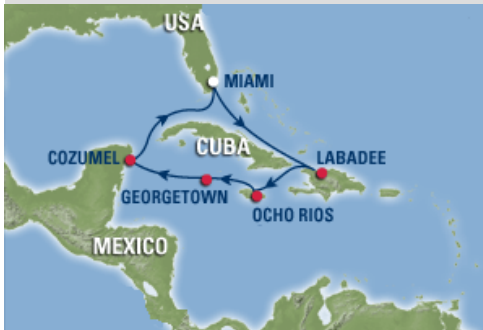 USA
MIAMI
CUBA
COZUMEL
LABADEE
GEORGETOWN
OCHO RIOS
MEXICO